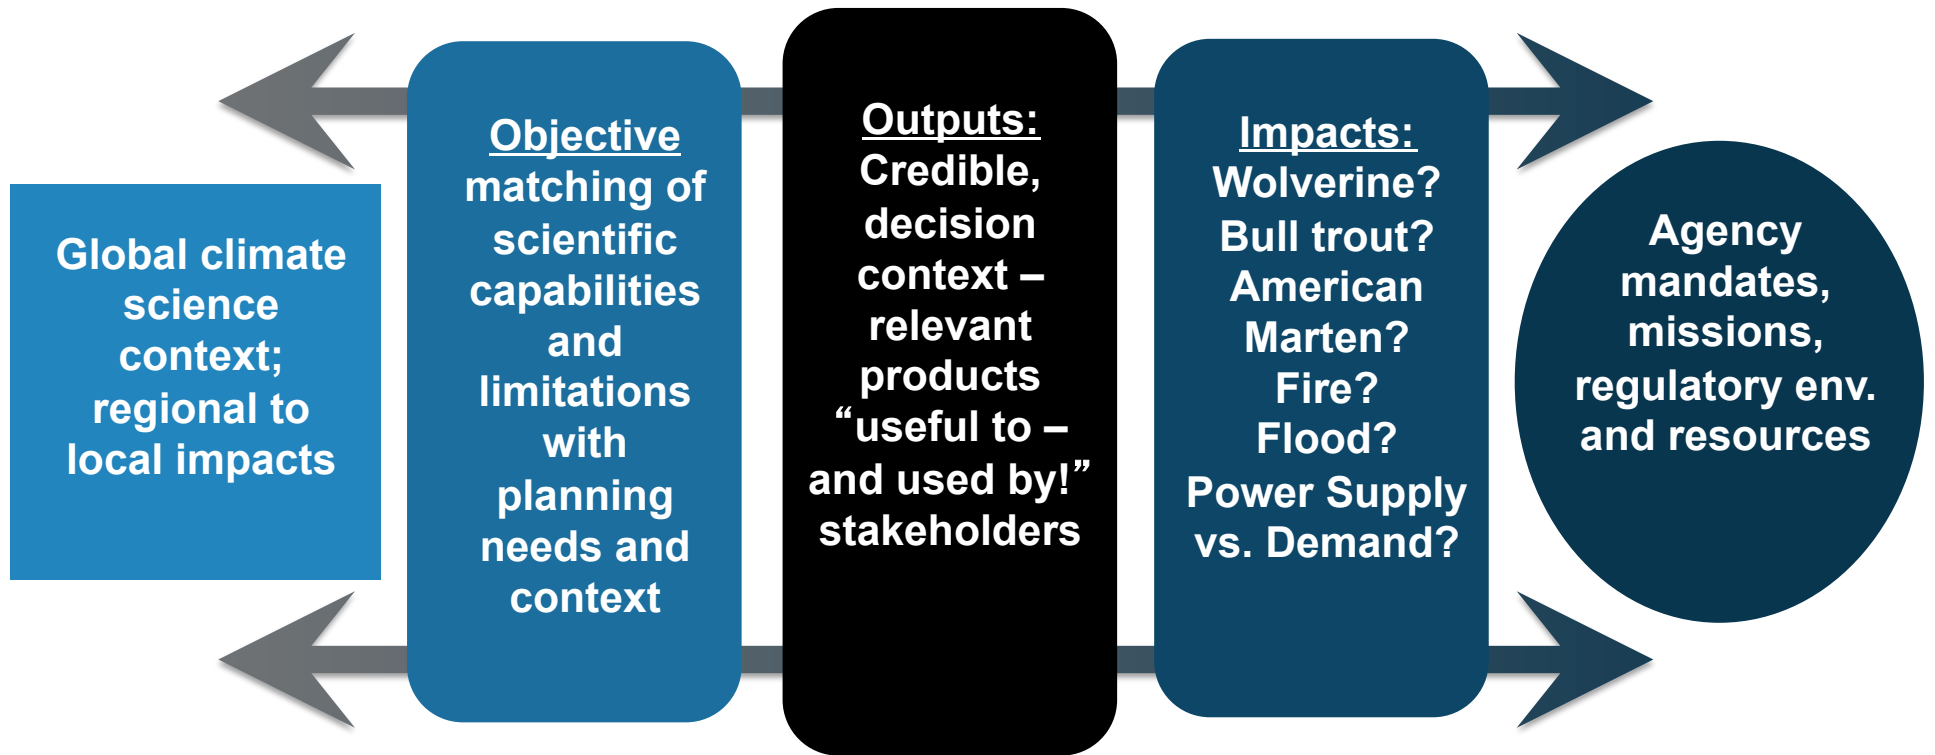 Global climate
science
context;
regional to
local impacts
Objective
matching of
scientific
capabilities
and
limitations
with
planning
needs and
context
Outputs:
Credible,
decision
context –
relevant
products
“useful to –
and used by!”
stakeholders
Impacts:
Wolverine?
Bull trout?
American
Marten?
Fire?
Flood?
Power Supply
vs. Demand?
Agency
mandates,
missions,
regulatory env.
and resources